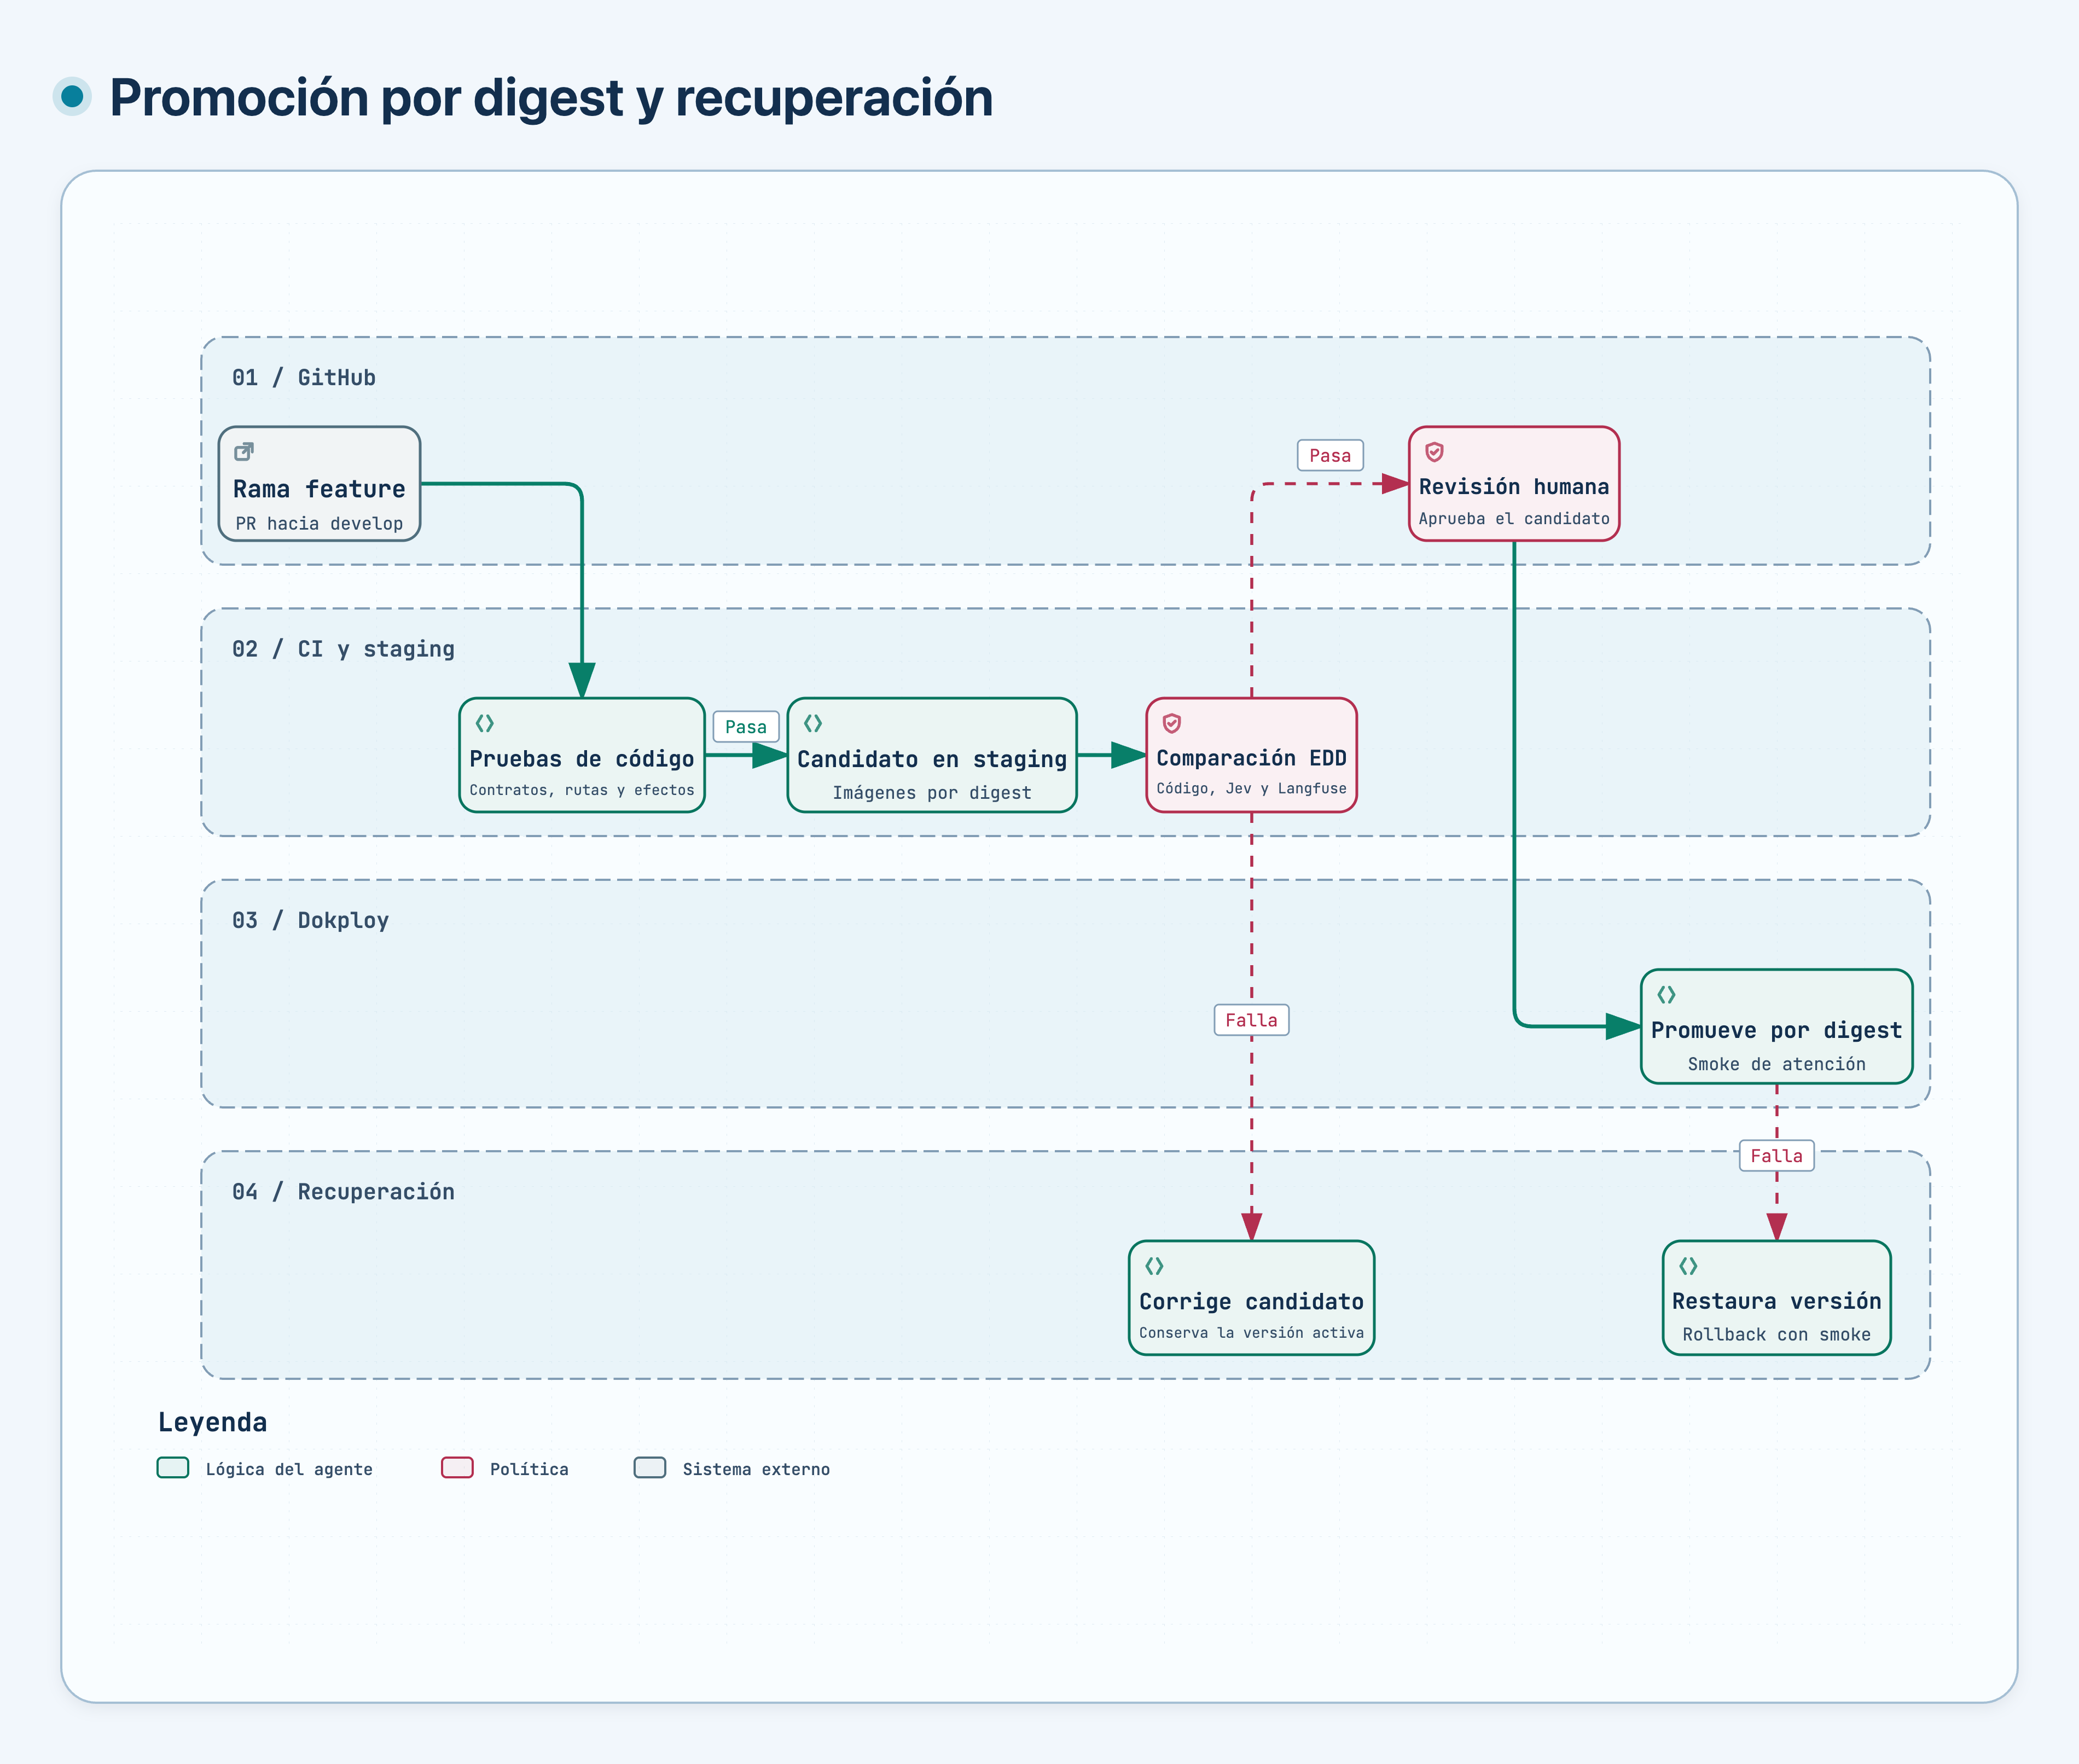 Promoción por digest y recuperación
01 / GitHub
Rama feature
PR hacia develop
Pasa
Revisión humana
Aprueba el candidato
02 / CI y staging
Pruebas de código
Contratos, rutas y efectos
Pasa
Candidato en staging
Imágenes por digest
Comparación EDD
Código, Jev y Langfuse
03 / Dokploy
Falla
Promueve por digest
Smoke de atención
Falla
04 / Recuperación
Corrige candidato
Conserva la versión activa
Restaura versión
Rollback con smoke
Leyenda
Lógica del agente
Política
Sistema externo